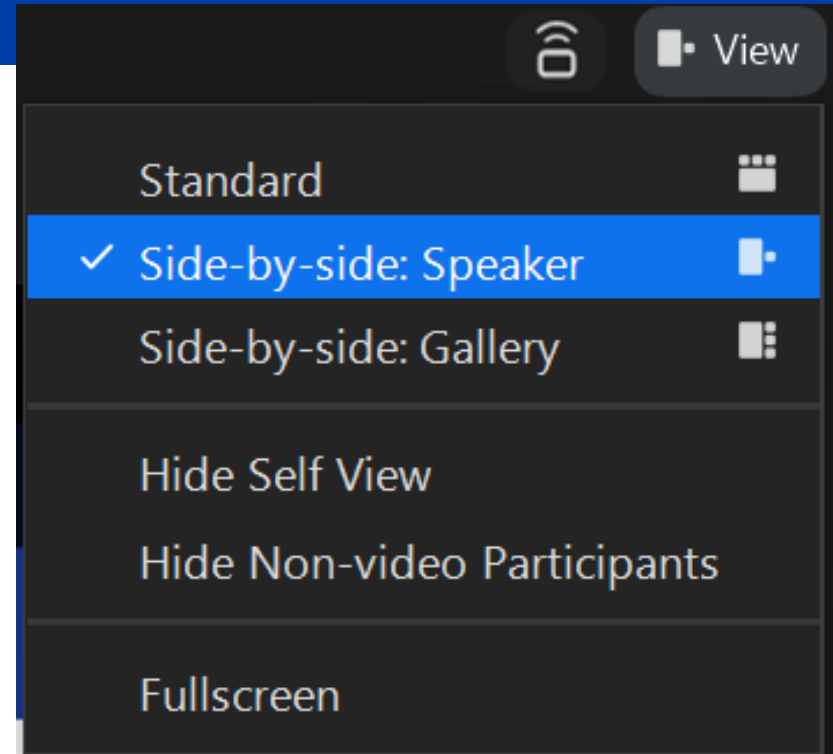 View
Standard
Side-by-side: Speaker
Side-by-side: Gallery
Hide Self View
Hide Non-video Participants
Fullscreen